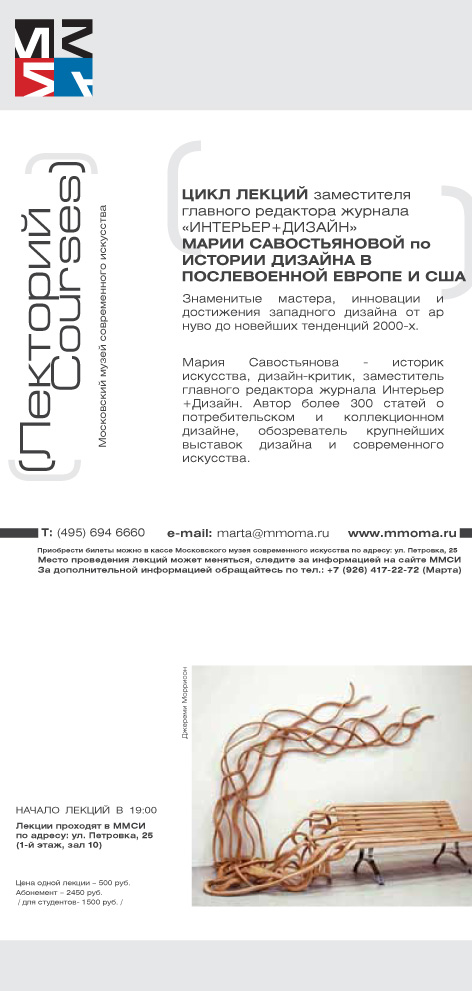 (Лекторий
Courses)
Московский музей современного искусства
ЦИКЛ ЛЕКЦИЙ заместителя
главного редактора журнала
«ИНТЕРЬЕР+ДИЗАЙН»
МАРИИ САВОСТЬЯНОВОЙ по
ИСТОРИИ ДИЗАЙНА В
ПОСЛЕВОЕННОЙ ЕВРОПЕ И США
Знаменитые мастера, инновации и
достижения западного дизайна от ар
нуво до новейших тенденций 2000-х.
Мария Савостьянова - историк
искусства, дизайн-критик, заместитель
главного редактора журнала Интерьер
+Дизайн. Автор более 300 статей о
потребительском и коллекционном
дизайне, обозреватель крупнейших
выставок дизайна и современного
искусства.
Т: (495) 694 6660 e-mail: marta@mmoma.ru www.mmoma.ru
Приобрести билеты можно в кассе Московского музея современного искусства по адресу: ул. Петровка, 25
Место проведения лекций может меняться, следите за информацией на сайте ММСИ
За дополнительной информацией обращайтесь по тел.: +7 (926) 417-22-72 (Марта)
Джереми Моррисон
НАЧАЛО ЛЕКЦИЙ В 19:00
Лекции проходят в ММСИ
по адресу: ул. Петровка, 25
(1-й этаж, зал 10)
Цена одной лекции – 500 руб.
Абонемент – 2450 руб.
/ для студентов- 1500 руб. /